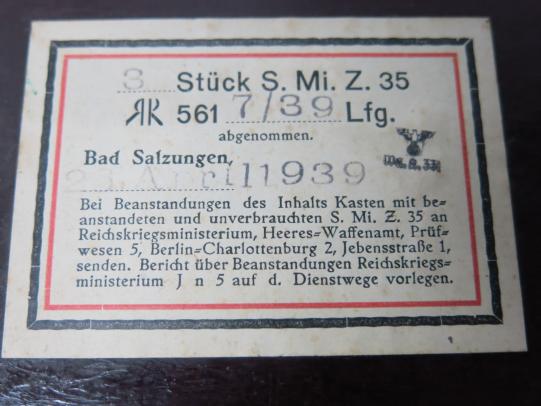 3 Stück S. Mi. Z. 35
RK 561 7/39 Lfg.
abgenommen.
Bad Salzungen,
April 1939
Bei Beanstandungen des Inhalts Kasten mit be=
anstandeten und unverbrauchten S. Mi. Z. 35 an
Reichskriegsministerium, Heeres=Waffenamt, Prüf=
wesen 5, Berlin=Charlottenburg 2, Jebensstraße 1,
senden. Bericht über Beanstandungen Reichskriegs=
ministerium J n 5 auf d. Dienstwege vorlegen.